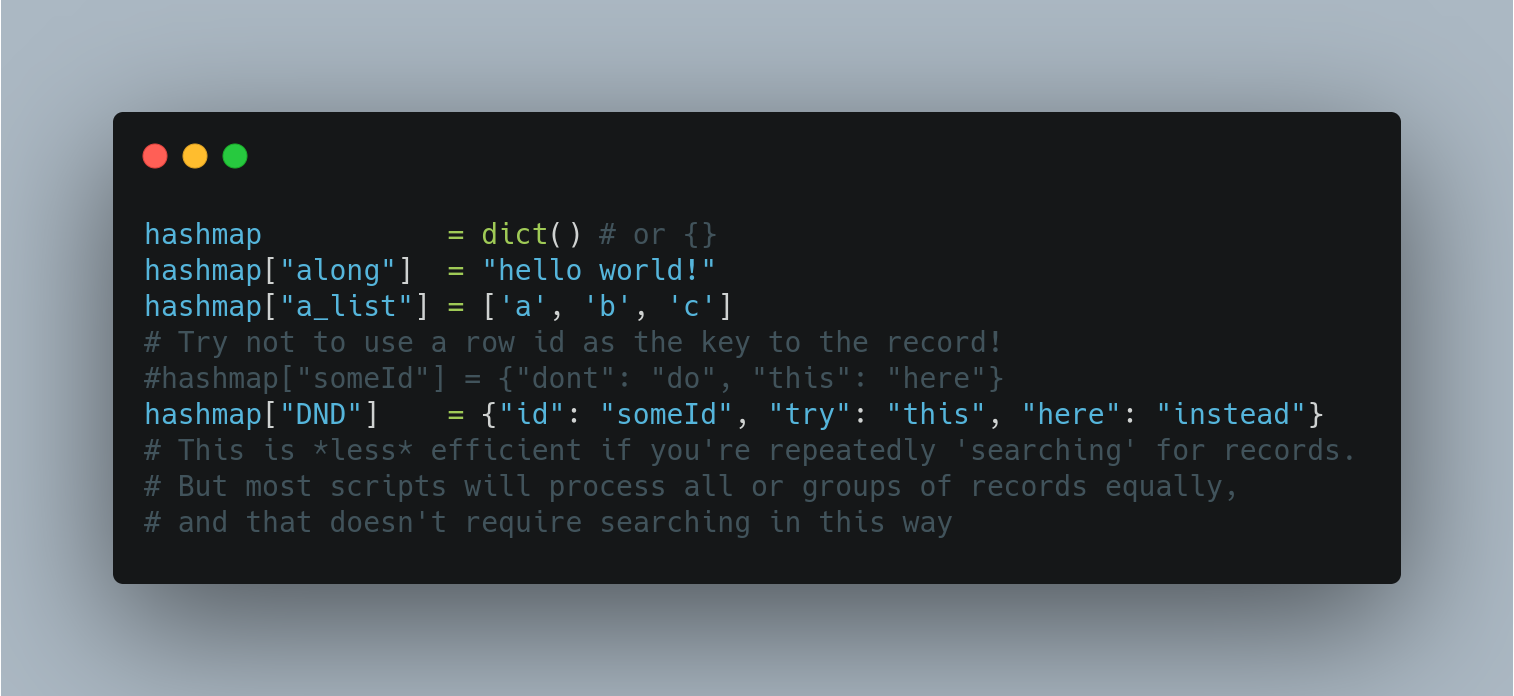 hashmap           = dict() # or {}
hashmap["along"]  = "hello world!"
hashmap["a_list"] = ['a', 'b', 'c']
# Try not to use a row id as the key to the record!
#hashmap["someId"] = {"dont": "do", "this": "here"}
hashmap["DND"]    = {"id": "someId", "try": "this", "here": "instead"}
# This is *less* efficient if you're repeatedly 'searching' for records.
# But most scripts will process all or groups of records equally,
# and that doesn't require searching in this way